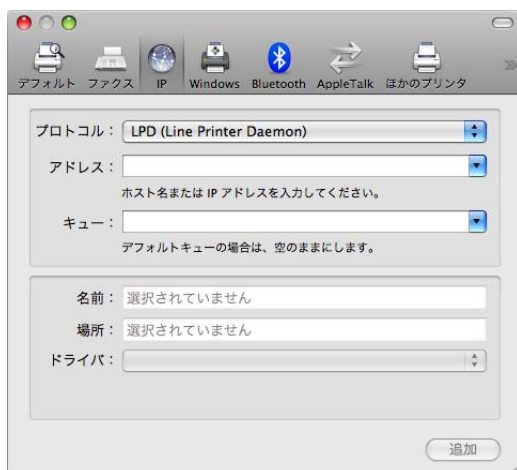 デフォルト ファクス IP Windows Bluetooth AppleTalk ほかのプリンタ
プロトコル： LPD (Line Printer Daemon)
アドレス：
ホスト名または IP アドレスを入力してください。
キュー：
デフォルトキューの場合は、空のままにします。
名前： 選択されていません
場所： 選択されていません
ドライバ：
追加